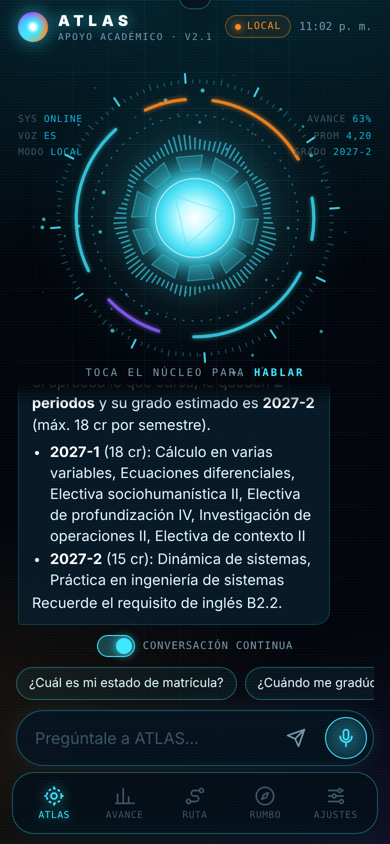 ATLAS
APOYO ACADÉMICO · V2.1
LOCAL
11:02 p. m.
SYS ONLINE
VOZ ES
MODO LOCAL
AVANCE 63%
PROM 4,20
GRADO 2027-2
TOCA EL NÚCLEO PARA HABLAR
periodos y su grado estimado es 2027-2
(máx. 18 cr por semestre).
• 2027-1 (18 cr): Cálculo en varias
variables, Ecuaciones diferenciales,
Electiva sociohumanística II, Electiva
de profundización IV, Investigación de
operaciones II, Electiva de contexto II
• 2027-2 (15 cr): Dinámica de sistemas,
Práctica en ingeniería de sistemas
Recuerde el requisito de inglés B2.2.
CONVERSACIÓN CONTINUA
¿Cuál es mi estado de matrícula?
¿Cuándo me gradúo
Pregúntale a ATLAS...
ATLAS
AVANCE
RUTA
RUMBO
AJUSTES